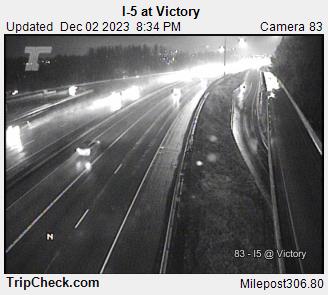 I-5 at Victory
Updated Dec 02 2023 8:34 PM Camera 83
T
N
83 - I5 @ Victory
TripCheck.com Milepost306.80